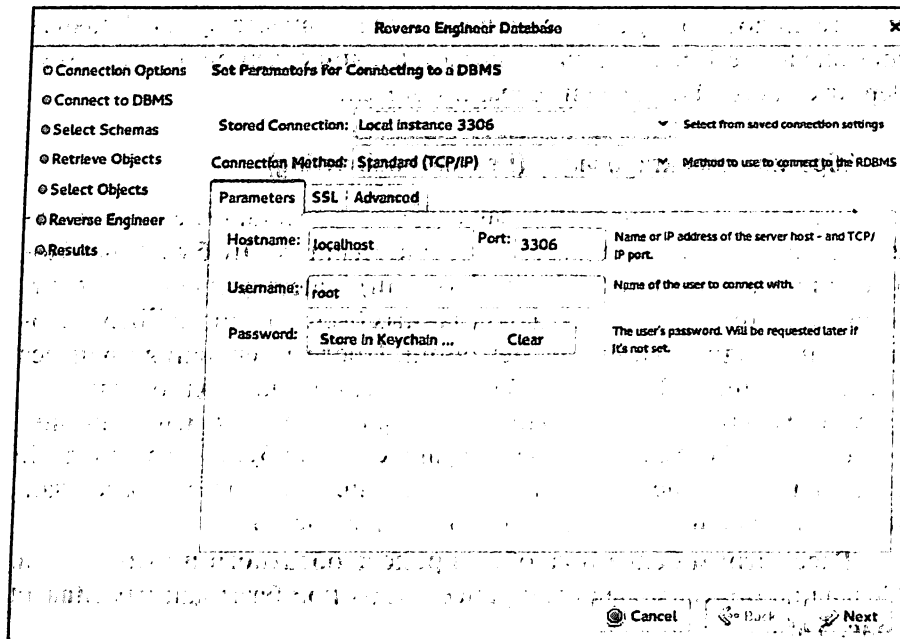 Reverse Engineer Database
Connection Options
Connect to DBMS
Select Schemas
Retrieve Objects
Select Objects
Reverse Engineer
Results
Set Parameters for Connecting to a DBMS
Stored Connection: Local instance 3306 Select from saved connection settings
Connection Method: Standard (TCP/IP) Method to use to connect to the RDBMS
Parameters SSL Advanced
Hostname: localhost Port: 3306 Name or IP address of the server host - and TCP/
IP port.
Username: root Name of the user to connect with.
Password: Store in Keychain ... Clear The user's password. Will be requested later if
it's not set.
Cancel Back Next